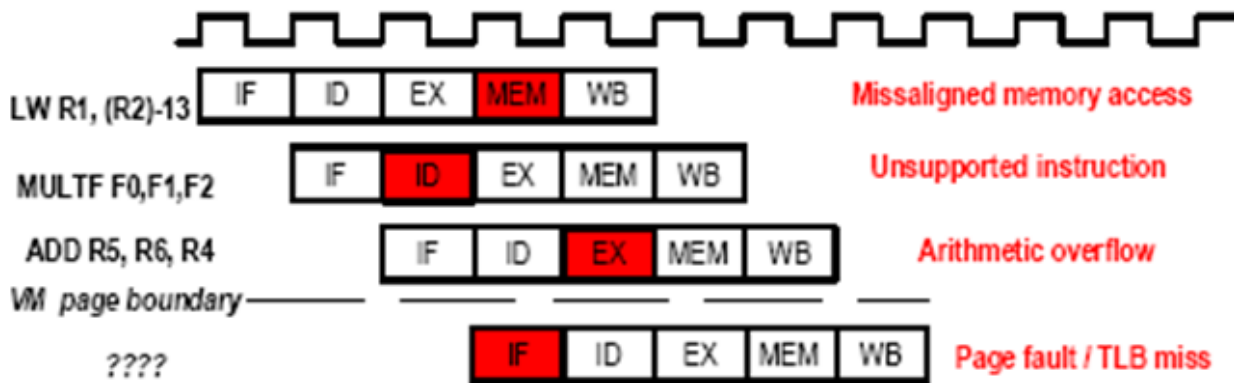 LW R1, (R2)-13 IF ID EX MEM WB Missaligned memory access
MULTF F0,F1,F2 IF ID EX MEM WB Unsupported instruction
ADD R5, R6, R4 IF ID EX MEM WB Arithmetic overflow
VM page boundary
???? IF ID EX MEM WB Page fault / TLB miss